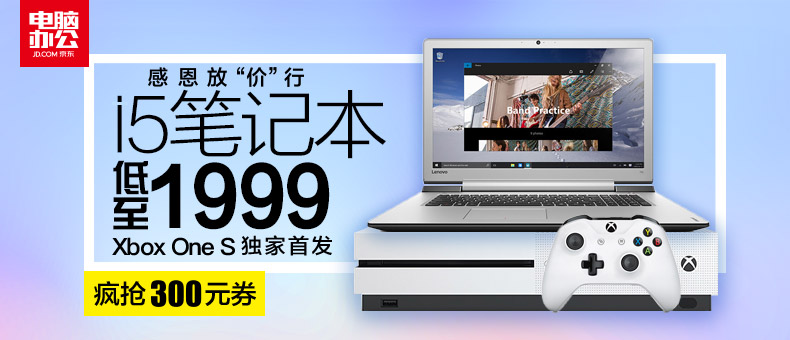 电脑
办公
JD.COM 京东
感恩放“价”行
i5笔记本
低至1999
Xbox One S 独家首发
疯抢300元券
Band Practice
Lenovo